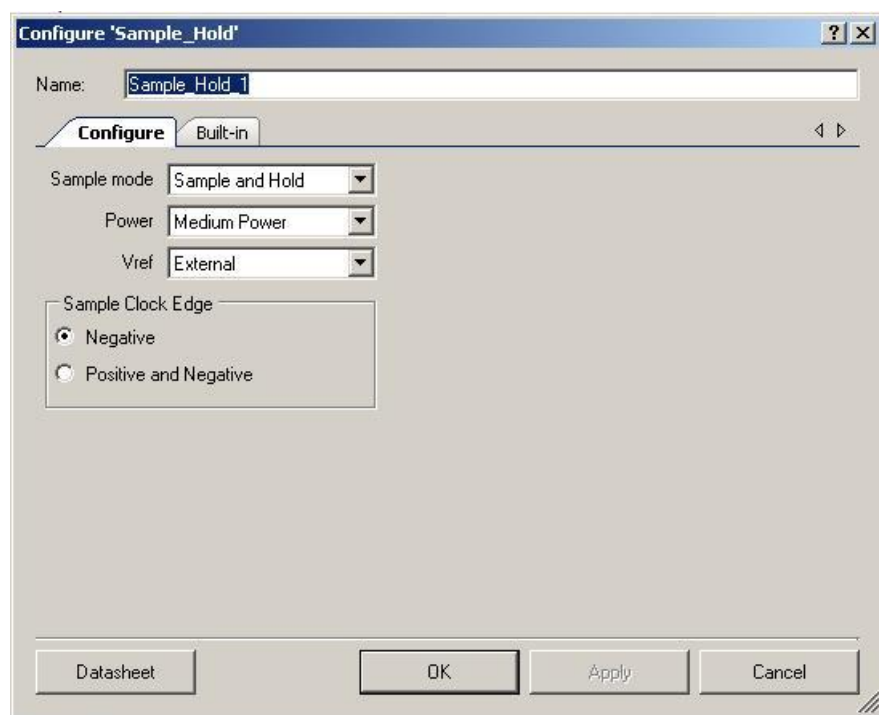 Configure 'Sample_Hold'
Name: Sample_Hold_1
Configure Built-in
Sample mode Sample and Hold
Power Medium Power
Vref External
Sample Clock Edge
Negative
Positive and Negative
Datasheet OK Apply Cancel